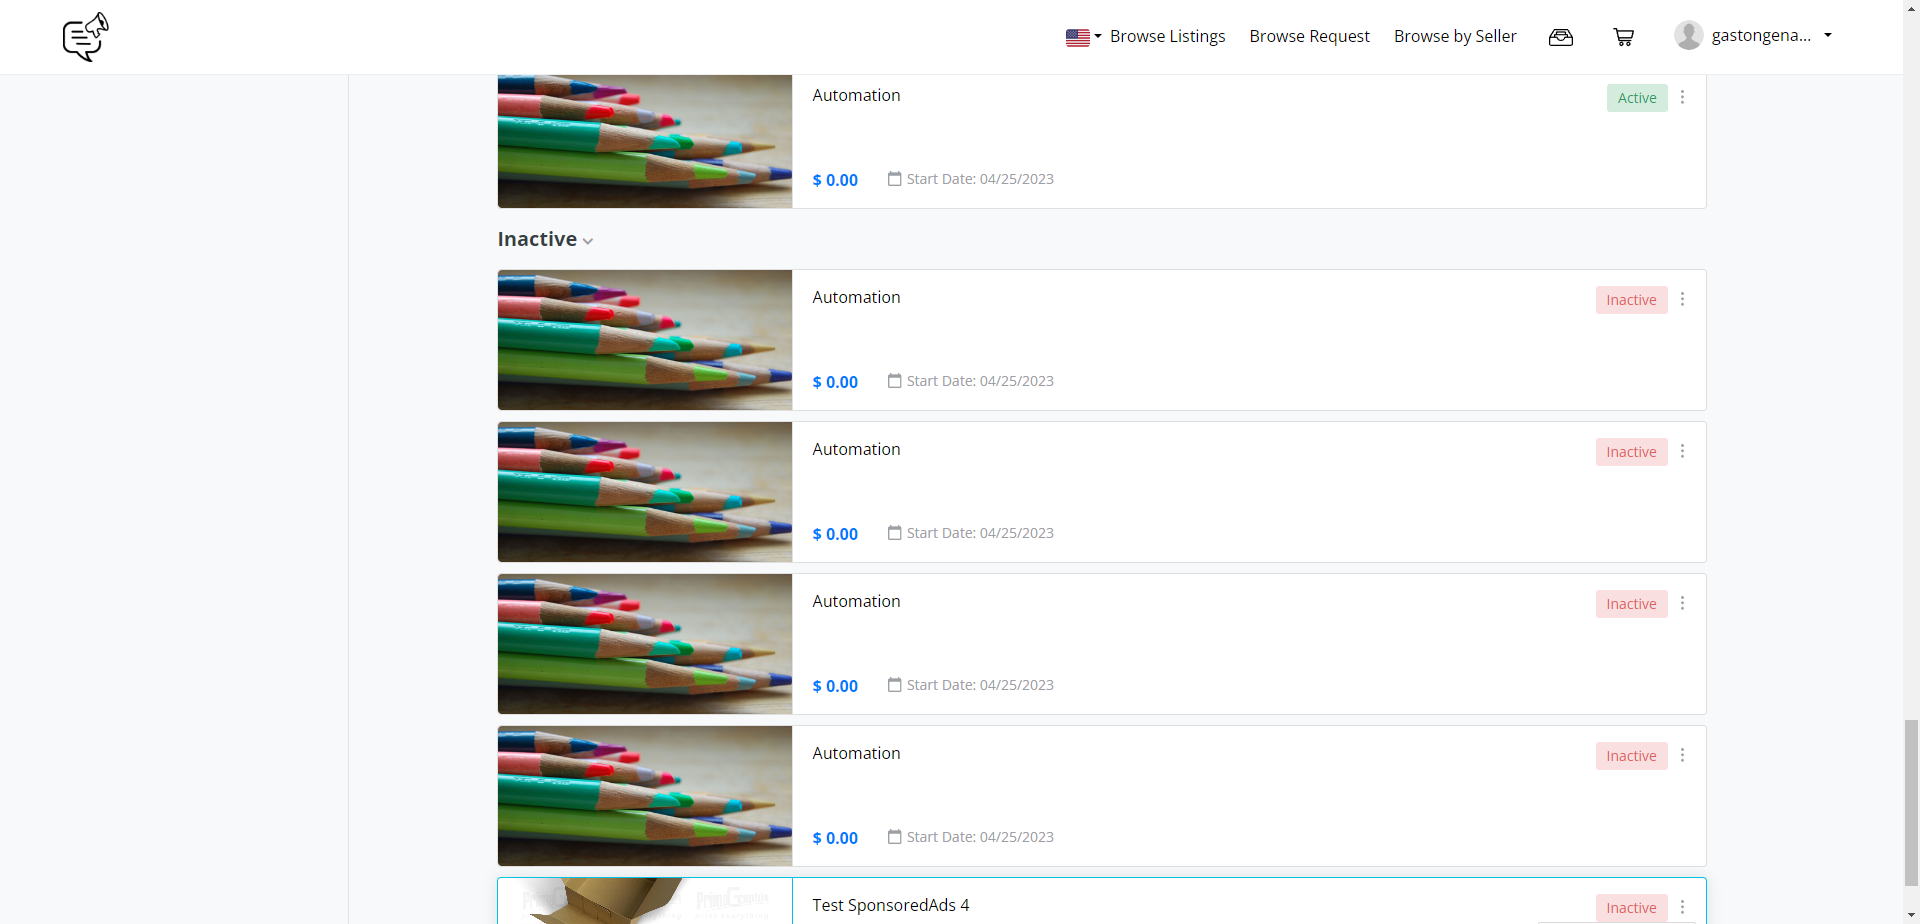 Browse Listings Browse Request Browse by Seller gastongena...
Automation Active
$ 0.00 Start Date: 04/25/2023
Inactive
Automation Inactive
$ 0.00 Start Date: 04/25/2023
Automation Inactive
$ 0.00 Start Date: 04/25/2023
Automation Inactive
$ 0.00 Start Date: 04/25/2023
Automation Inactive
$ 0.00 Start Date: 04/25/2023
Test SponsoredAds 4 Inactive